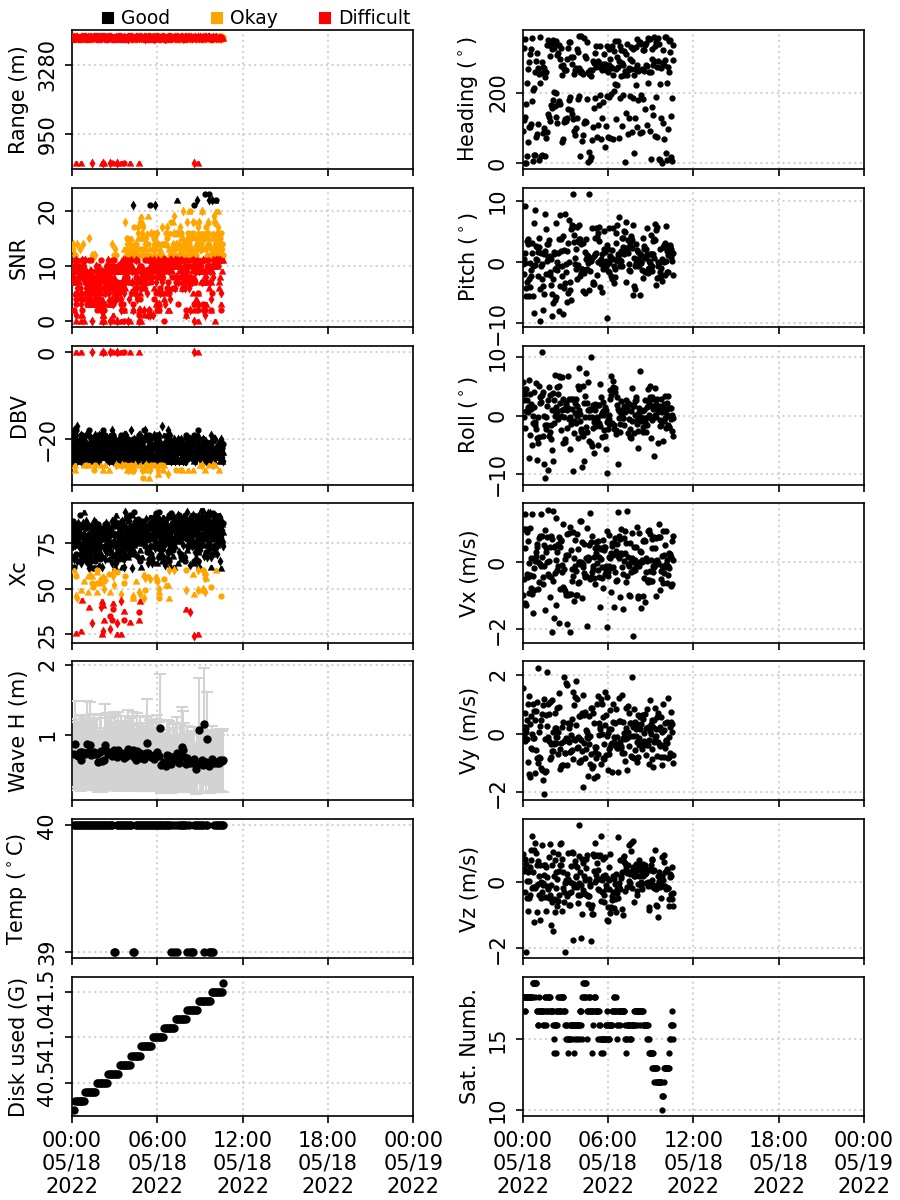 Good Okay Difficult
Range (m)
3280
950
Heading (°)
200
0
SNR
20
10
0
Pitch (°)
10
0
−10
DBV
0
−20
Roll (°)
10
0
−10
Xc
75
50
25
Vx (m/s)
0
−2
Wave H (m)
2
1
Vy (m/s)
2
0
−2
Temp (°C)
40
39
Vz (m/s)
0
−2
Disk used (G)
41.5
41.0
40.5
Sat. Numb.
15
10
00:00 06:00 12:00 18:00 00:00
05/18 05/18 05/18 05/18 05/19
2022 2022 2022 2022 2022
00:00 06:00 12:00 18:00 00:00
05/18 05/18 05/18 05/18 05/19
2022 2022 2022 2022 2022